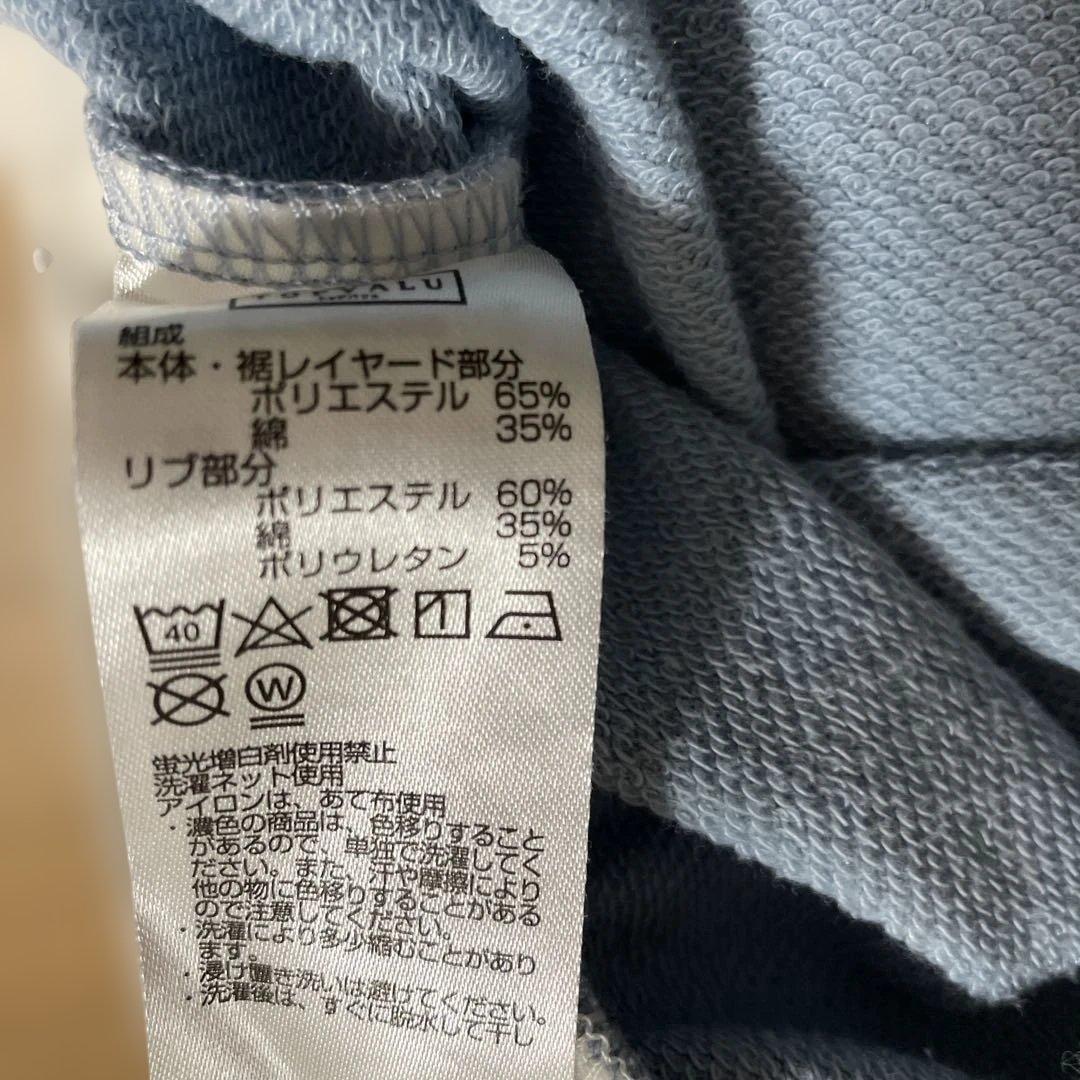 組成
本体・裾レイヤード部分
ポリエステル 65%
綿 35%
リブ部分
ポリエステル 60%
綿 35%
ポリウレタン 5%
40
W
蛍光増白剤使用禁止
洗濯ネット使用
アイロンは、あて布使用
・濃色の商品は、色移りすること
があるので、単独で洗濯してく
ださい。また、汗や摩擦により
他の物に色移りすることがある
ので注意してください。
・洗濯により多少縮むことがあり
ます。
・浸け置き洗いは避けてください。
・洗濯後は、すぐに脱水して干し